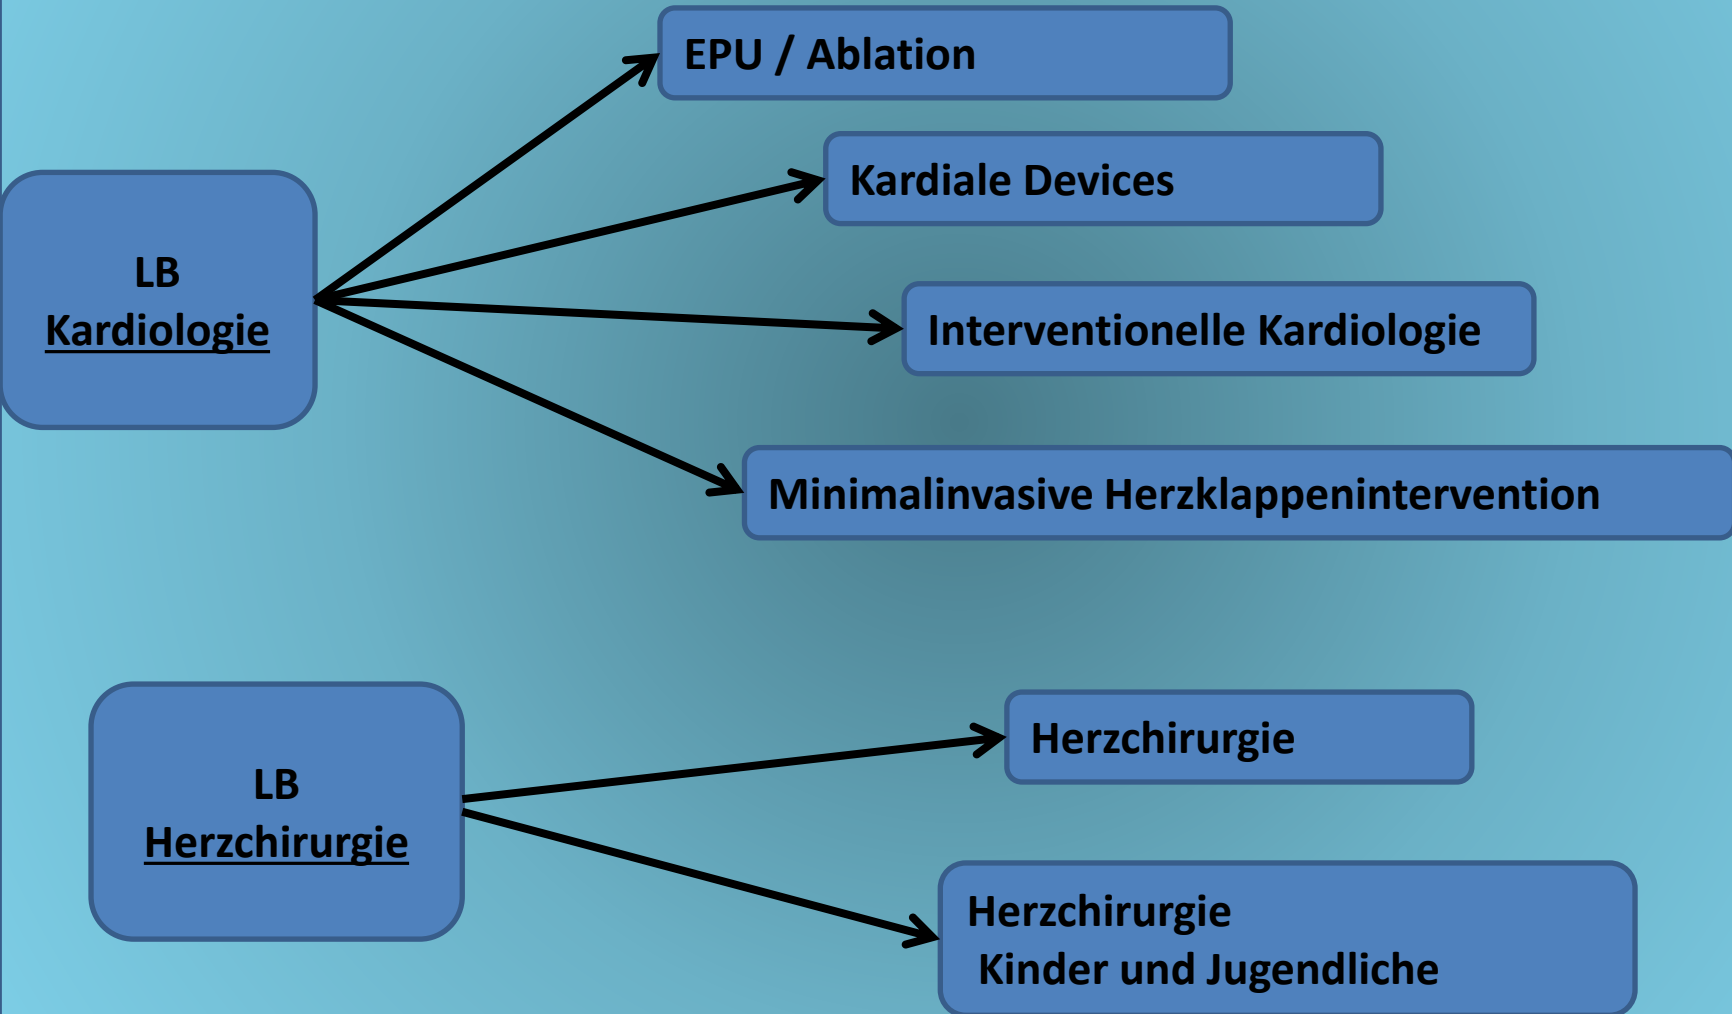 EPU / Ablation
Kardiale Devices
LB
Kardiologie
Interventionelle Kardiologie
Minimalinvasive Herzklappenintervention
LB
Herzchirurgie
Herzchirurgie
Herzchirurgie
Kinder und Jugendliche